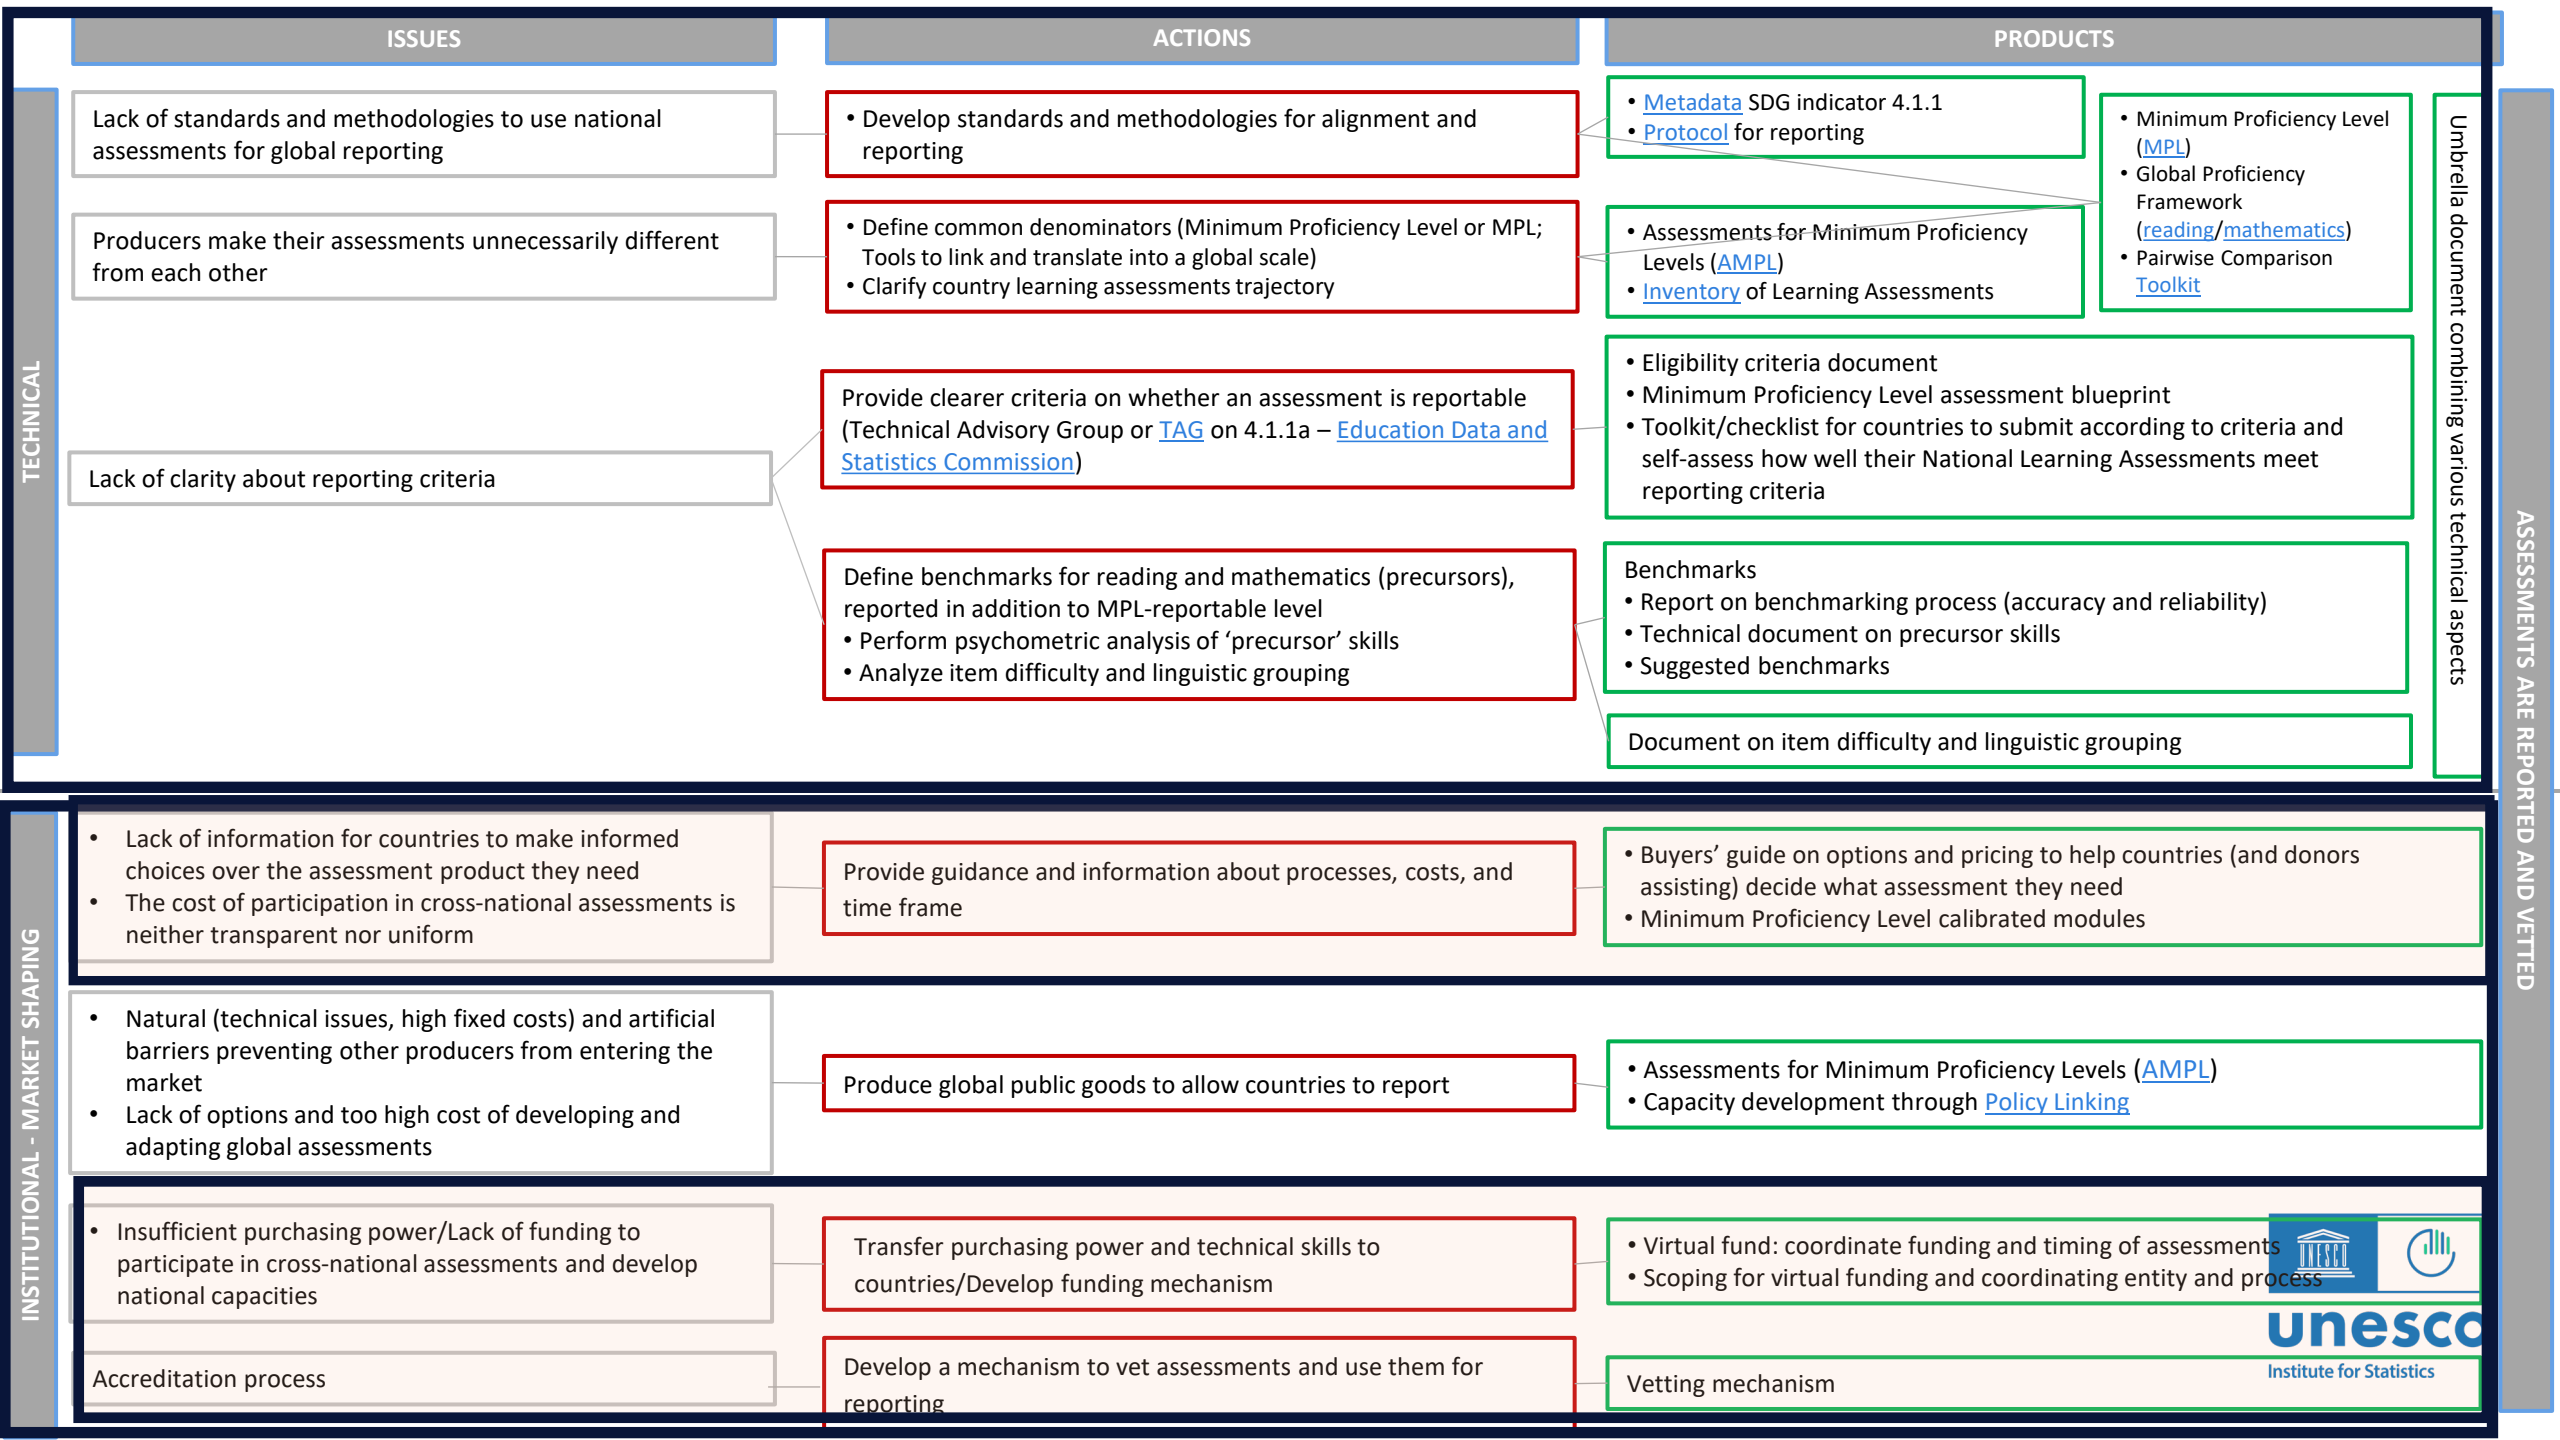 ISSUES
ACTIONS
PRODUCTS
TECHNICAL
Lack of standards and methodologies to use national
assessments for global reporting
• Develop standards and methodologies for alignment and
reporting
• Metadata SDG indicator 4.1.1
• Protocol for reporting
• Minimum Proficiency Level
(MPL)
• Global Proficiency
Framework
(reading/mathematics)
• Pairwise Comparison
Toolkit
Umbrella document combining various technical aspects
Producers make their assessments unnecessarily different
from each other
• Define common denominators (Minimum Proficiency Level or MPL;
Tools to link and translate into a global scale)
• Clarify country learning assessments trajectory
• Assessments for Minimum Proficiency
Levels (AMPL)
• Inventory of Learning Assessments
Lack of clarity about reporting criteria
Provide clearer criteria on whether an assessment is reportable
(Technical Advisory Group or TAG on 4.1.1a – Education Data and
Statistics Commission)
• Eligibility criteria document
• Minimum Proficiency Level assessment blueprint
• Toolkit/checklist for countries to submit according to criteria and
self-assess how well their National Learning Assessments meet
reporting criteria
Define benchmarks for reading and mathematics (precursors),
reported in addition to MPL-reportable level
• Perform psychometric analysis of ‘precursor’ skills
• Analyze item difficulty and linguistic grouping
Benchmarks
• Report on benchmarking process (accuracy and reliability)
• Technical document on precursor skills
• Suggested benchmarks
Document on item difficulty and linguistic grouping
ASSESSMENTS ARE REPORTED AND VETTED
INSTITUTIONAL - MARKET SHAPING
• Lack of information for countries to make informed
choices over the assessment product they need
• The cost of participation in cross-national assessments is
neither transparent nor uniform
Provide guidance and information about processes, costs, and
time frame
• Buyers’ guide on options and pricing to help countries (and donors
assisting) decide what assessment they need
• Minimum Proficiency Level calibrated modules
• Natural (technical issues, high fixed costs) and artificial
barriers preventing other producers from entering the
market
• Lack of options and too high cost of developing and
adapting global assessments
Produce global public goods to allow countries to report
• Assessments for Minimum Proficiency Levels (AMPL)
• Capacity development through Policy Linking
• Insufficient purchasing power/Lack of funding to
participate in cross-national assessments and develop
national capacities
Transfer purchasing power and technical skills to
countries/Develop funding mechanism
• Virtual fund: coordinate funding and timing of assessments
• Scoping for virtual funding and coordinating entity and process
UNESCO
unesco
Institute for Statistics
Accreditation process
Develop a mechanism to vet assessments and use them for
reporting
Vetting mechanism